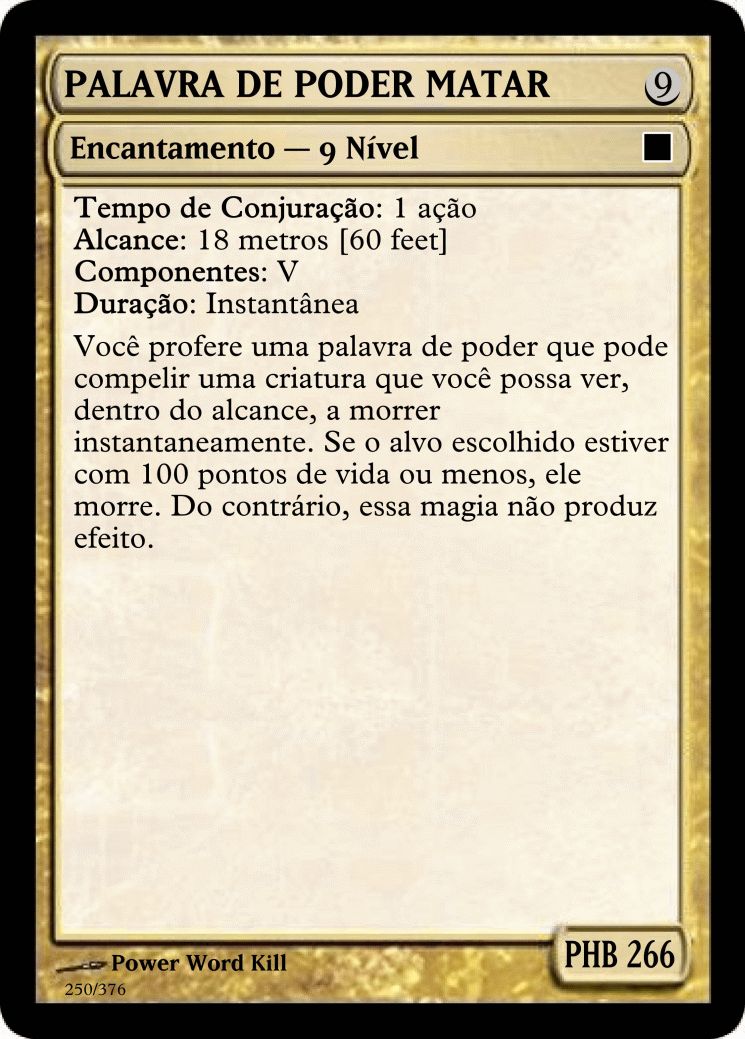 PALAVRA DE PODER MATAR 9
Encantamento — 9 Nível
Tempo de Conjuração: 1 ação
Alcance: 18 metros [60 feet]
Componentes: V
Duração: Instantânea
Você profere uma palavra de poder que pode
compelir uma criatura que você possa ver,
dentro do alcance, a morrer
instantaneamente. Se o alvo escolhido estiver
com 100 pontos de vida ou menos, ele
morre. Do contrário, essa magia não produz
efeito.
PHB 266
Power Word Kill
250/376